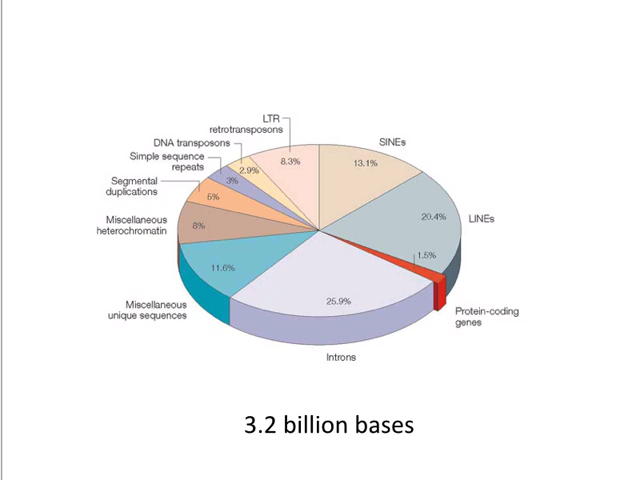 LTR
retrotransposons
8.3%
SINEs
13.1%
DNA transposons
2.9%
Simple sequence
repeats
3%
Segmental
duplications
5%
LINEs
20.4%
Miscellaneous
heterochromatin
8%
1.5%
11.6%
Miscellaneous
unique sequences
25.9%
Protein-coding
genes
Introns
3.2 billion bases